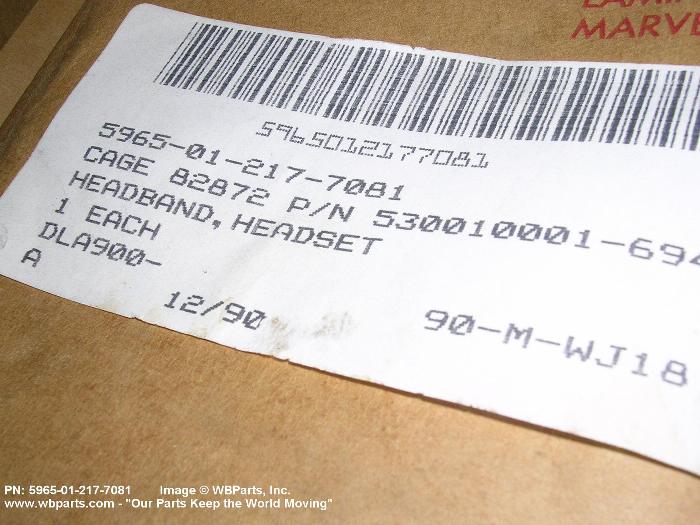 MARVE
5965012177081
5965-01-217-7081
CAGE 82872 P/N 530010001-694
HEADBAND, HEADSET
1 EACH
DLA900-
90-M-WJ18
A
12/90
PN: 5965-01-217-7081 Image © WBParts, Inc.
www.wbparts.com - "Our Parts Keep the World Moving"